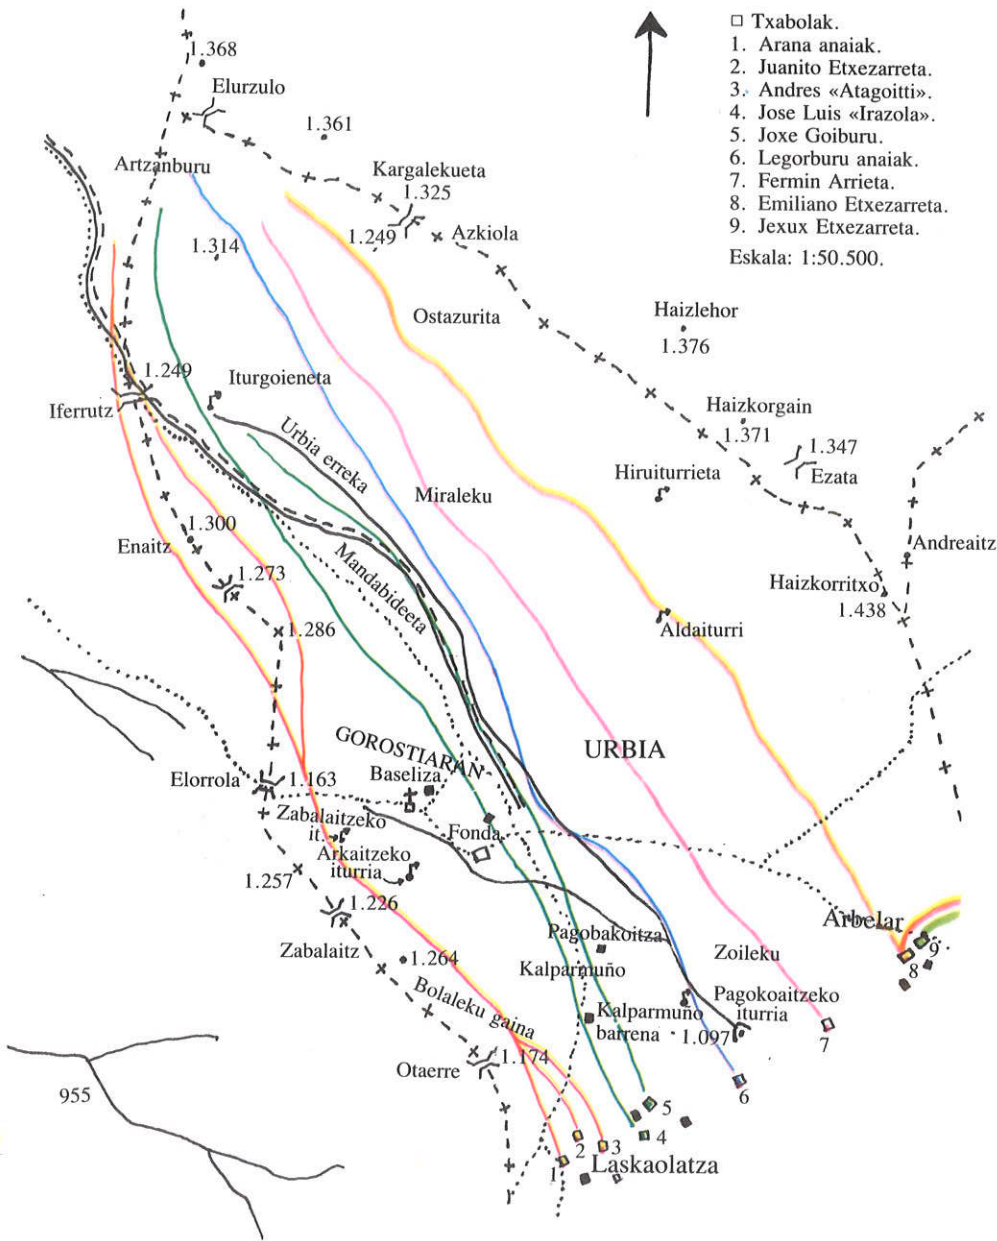 □ Txabolak.
1. Arana anaiak.
2. Juanito Etxezarreta.
3. Andres «Atagoitti».
4. Jose Luis «Irazola».
5. Joxe Goiburu.
6. Legorburu anaiak.
7. Fermin Arrieta.
8. Emiliano Etxezarreta.
9. Jexux Etxezarreta.
Eskala: 1:50.500.
1.368
Elurzulo
1.361
Artzanburu
Kargalekueta
1.325
1.249
Azkiola
1.314
Ostazurita
Haizlehor
1.376
1.249
Iferrutz
Iturgoieneta
Urbia erreka
Haizkorgain
1.371
1.347
Ezata
Hiruiturrieta
Miraleku
1.300
Enaitz
1.273
Mandabideeta
Andreaitz
Haizkorritxo
1.438
1.286
Aldaiturri
GOROSTIARAN
URBIA
Baseliza
Elorrola
1.163
Zabalaitzeko
it.
Fonda
Arkaitzeko
iturria
1.257
1.226
Zabalaitz
1.264
Pagobakoitza
Kalparmuño
Zoileku
Arbelar
9
8
Bolaleku gaina
Kalparmuño
barrena
1.097
Pagokoaitzeko
iturria
7
Otaerre
1.174
955
6
5
4
3
2
1
Laskaolatza